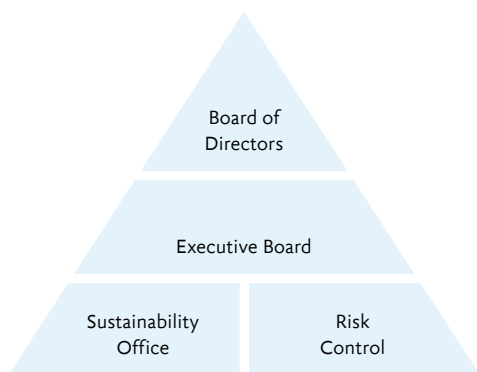 Board of
Directors
Executive Board
Sustainability
Office
Risk
Control